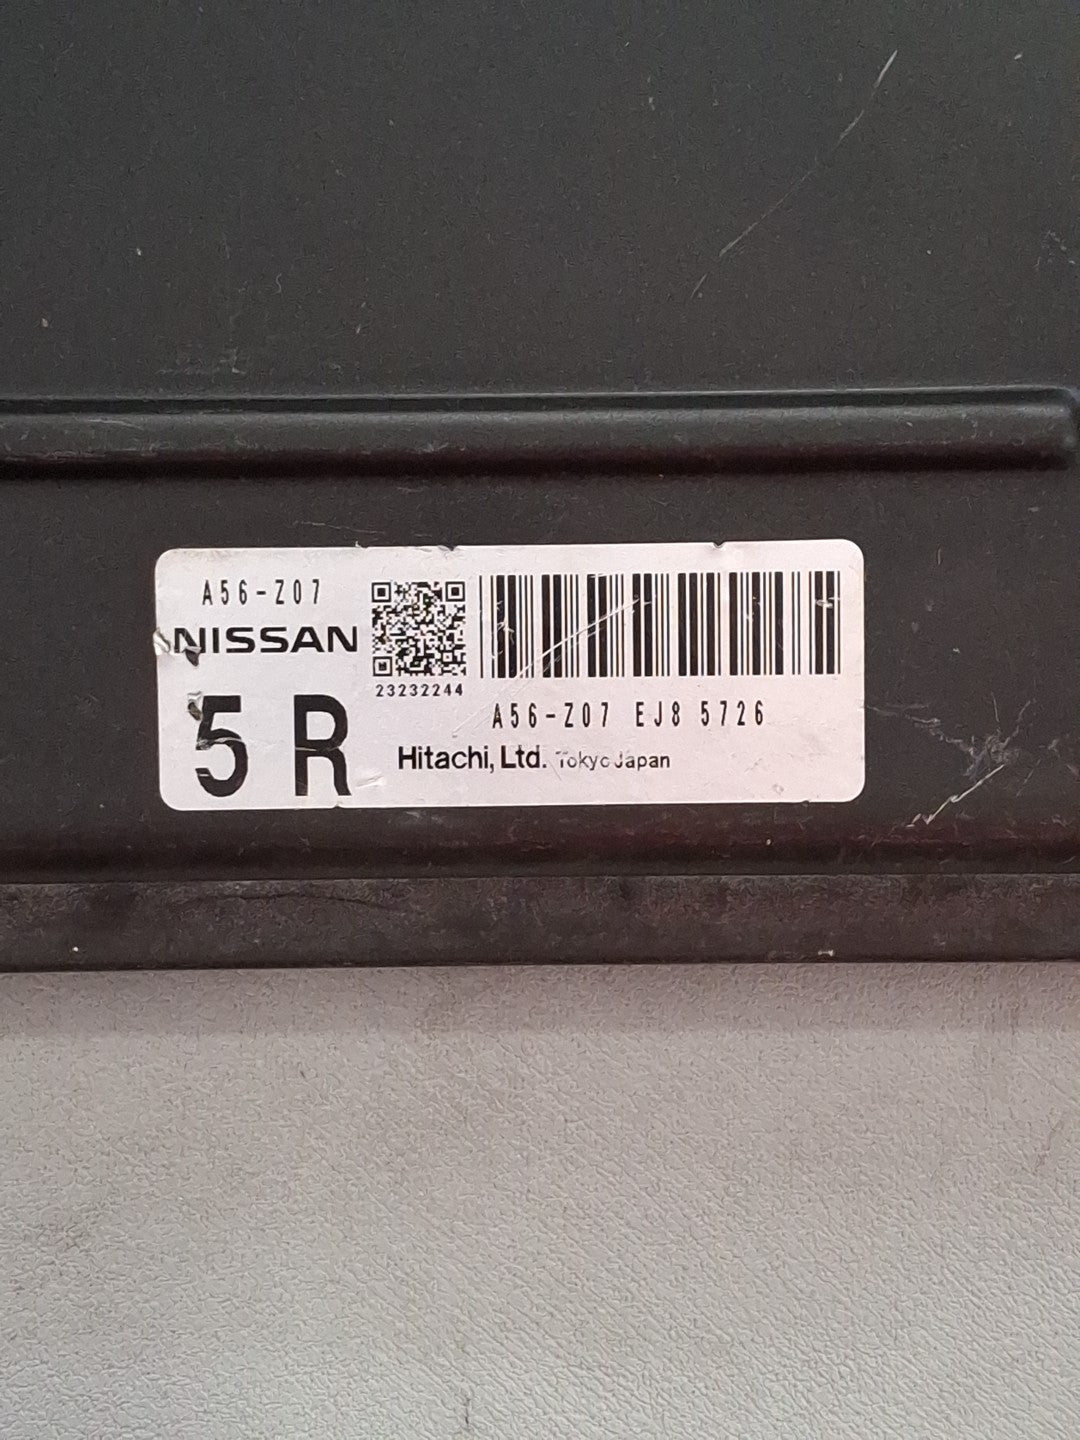 A56-Z07
NISSAN
5 R
23232244
A56-Z07 EJ8 5726
Hitachi, Ltd. Tokyo Japan